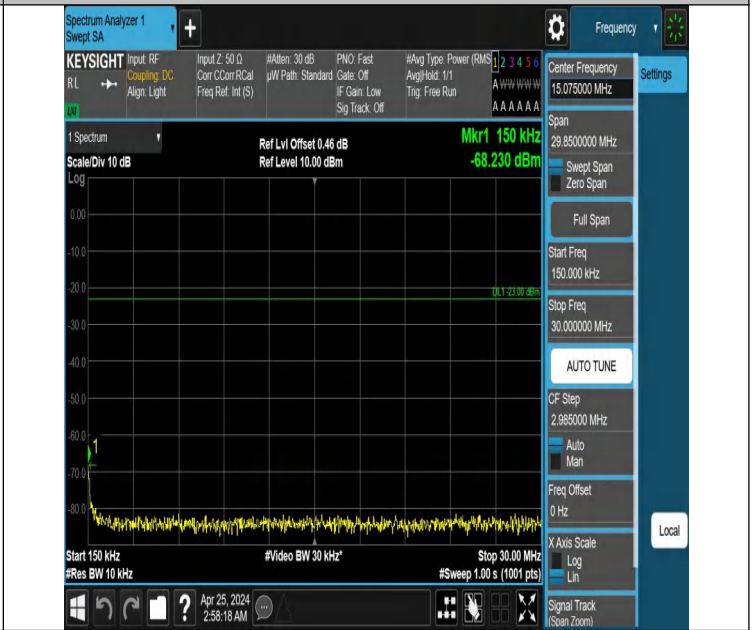 Spectrum Analyzer 1
Swept SA
+
Frequency
KEYSIGHT
RL
LXI
Input: RF
Coupling: DC
Align: Light
Input Z: 50 Ω
Corr CCorr RCal
Freq Ref: Int (S)
#Atten: 30 dB
µW Path: Standard
PNO: Fast
Gate: Off
IF Gain: Low
Sig Track: Off
#Avg Type: Power (RMS
Avg|Hold: 1/1
Trig: Free Run
1 2 3 4 5 6
A W W W W W
A A A A A A
1 Spectrum
Scale/Div 10 dB
Log
Ref Lvl Offset 0.46 dB
Ref Level 10.00 dBm
Mkr1 150 kHz
-68.230 dBm
0.00
-10.0
-20.0
DL1 -23.00 dBm
-30.0
-40.0
-50.0
-60.0
1
-70.0
-80.0
Start 150 kHz
#Res BW 10 kHz
#Video BW 30 kHz*
Stop 30.00 MHz
#Sweep 1.00 s (1001 pts)
Center Frequency
15.075000 MHz
Span
29.8500000 MHz
Swept Span
Zero Span
Full Span
Start Freq
150.000 kHz
Stop Freq
30.000000 MHz
AUTO TUNE
CF Step
2.985000 MHz
Auto
Man
Freq Offset
0 Hz
X Axis Scale
Log
Lin
Signal Track
(Span Zoom)
Settings
Local
?
Apr 25, 2024
2:58:18 AM